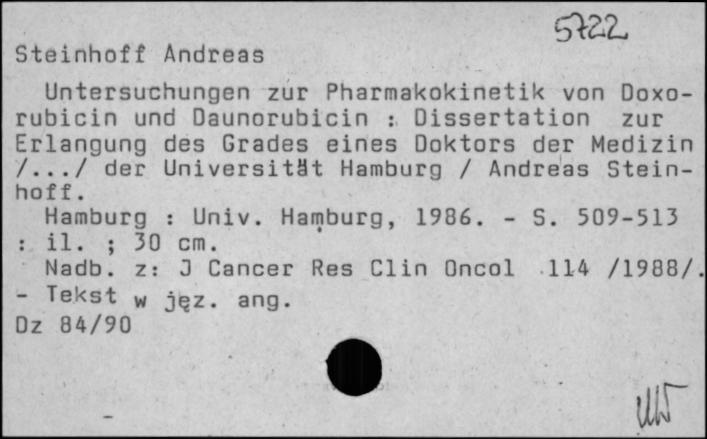 5722
Steinhoff Andreas
Untersuchungen zur Pharmakokinetik von Doxo-
rubicin und Daunorubicin : Dissertation zur
Erlangung des Grades eines Doktors der Medizin
/.../ der Universität Hamburg / Andreas Stein-
hoff.
Hamburg : Univ. Hamburg, 1986. - S. 509-513
: il. ; 30 cm.
Nadb. z: J Cancer Res Clin Oncol 114 /1988/.
- Tekst w jęz. ang.
Dz 84/90